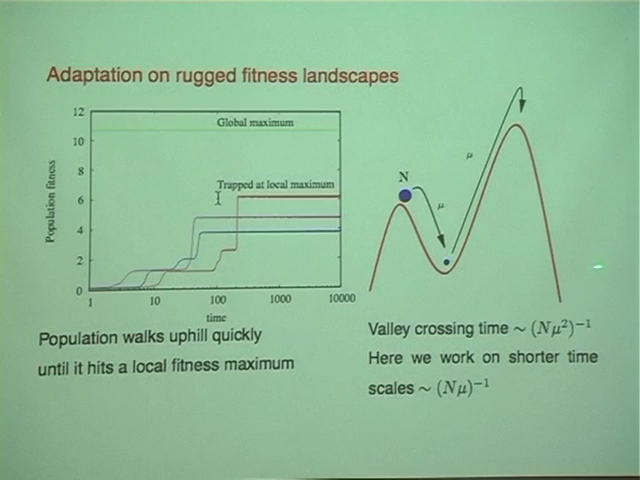 Adaptation on rugged fitness landscapes
12
10
8
6
4
2
0
Population fitness
Global maximum
Trapped at local maximum
1
10
100
1000
10000
time
N
μ
μ
Population walks uphill quickly
until it hits a local fitness maximum
Valley crossing time ∼ (Nμ²)⁻¹
Here we work on shorter time
scales ∼ (Nμ)⁻¹